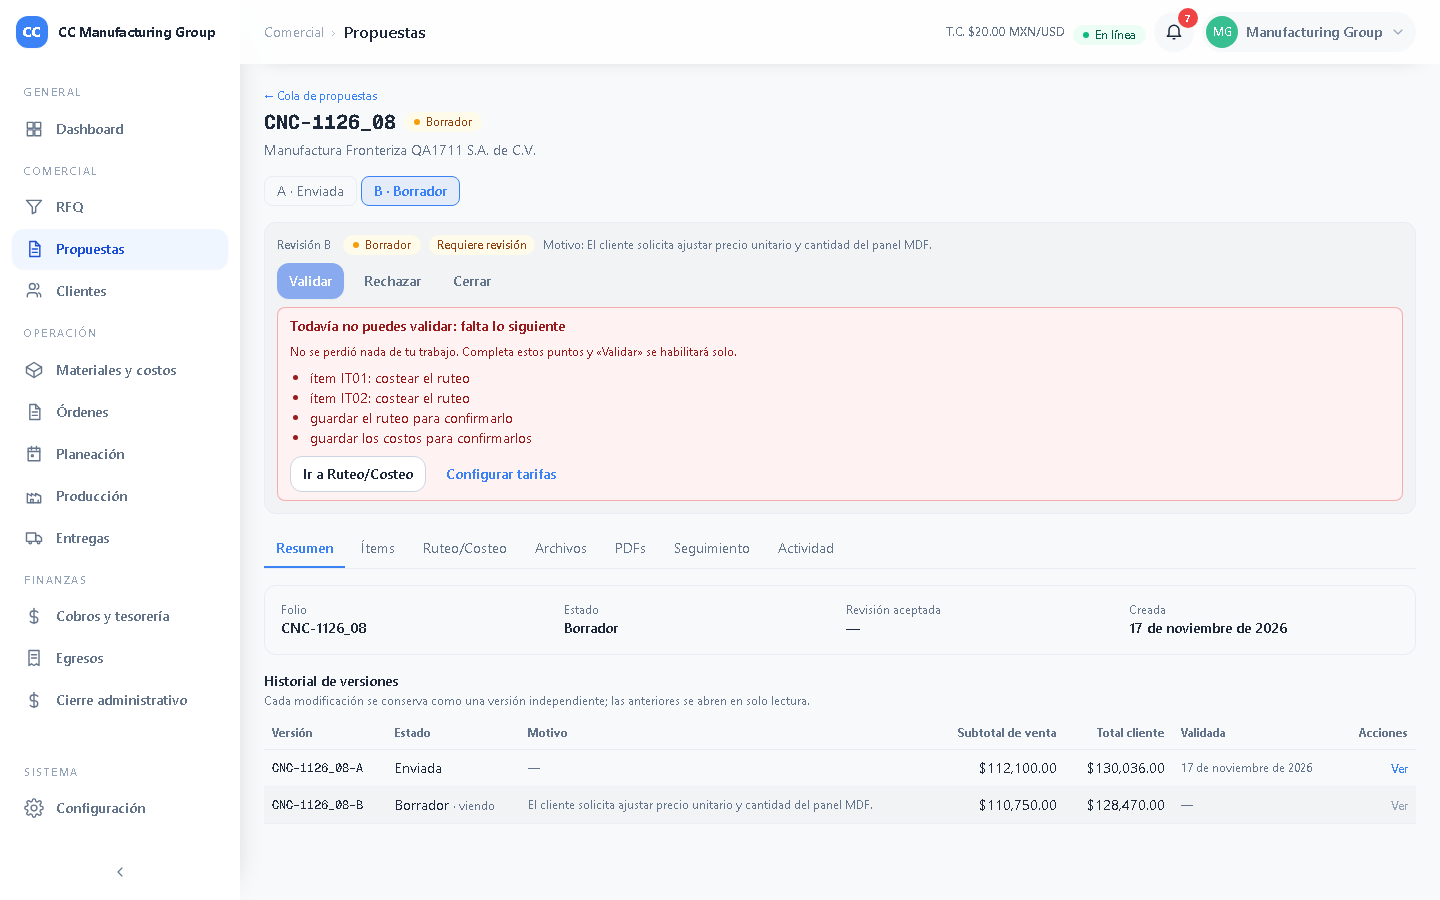 CC
CC Manufacturing Group
Comercial › Propuestas
T.C. $20.00 MXN/USD
En línea
7
MG
Manufacturing Group
GENERAL
Dashboard
COMERCIAL
RFQ
Propuestas
Clientes
OPERACIÓN
Materiales y costos
Órdenes
Planeación
Producción
Entregas
FINANZAS
Cobros y tesorería
Egresos
Cierre administrativo
SISTEMA
Configuración
← Cola de propuestas
CNC-1126_08 Borrador
Manufactura Fronteriza QA1711 S.A. de C.V.
A · Enviada B · Borrador
Revisión B Borrador Requiere revisión Motivo: El cliente solicita ajustar precio unitario y cantidad del panel MDF.
Validar Rechazar Cerrar
Todavía no puedes validar: falta lo siguiente
No se perdió nada de tu trabajo. Completa estos puntos y «Validar» se habilitará solo.
• ítem IT01: costear el ruteo
• ítem IT02: costear el ruteo
• guardar el ruteo para confirmarlo
• guardar los costos para confirmarlos
Ir a Ruteo/Costeo Configurar tarifas
Resumen Ítems Ruteo/Costeo Archivos PDFs Seguimiento Actividad
Folio Estado Revisión aceptada Creada
CNC-1126_08 Borrador — 17 de noviembre de 2026
Historial de versiones
Cada modificación se conserva como una versión independiente; las anteriores se abren en solo lectura.
Versión Estado Motivo Subtotal de venta Total cliente Validada Acciones
CNC-1126_08-A Enviada — $112,100.00 $130,036.00 17 de noviembre de 2026 Ver
CNC-1126_08-B Borrador · viendo El cliente solicita ajustar precio unitario y cantidad del panel MDF. $110,750.00 $128,470.00 — Ver